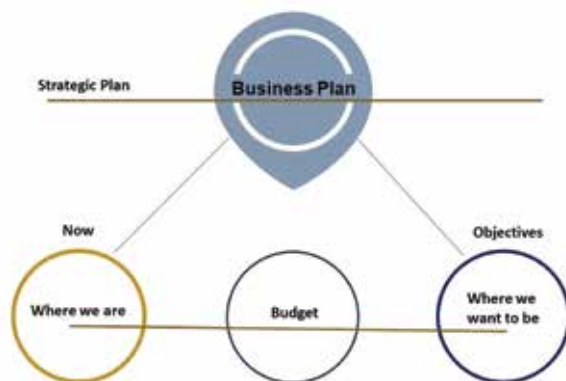 Strategic Plan
Business Plan
Now
Objectives
Where we are
Budget
Where we
want to be